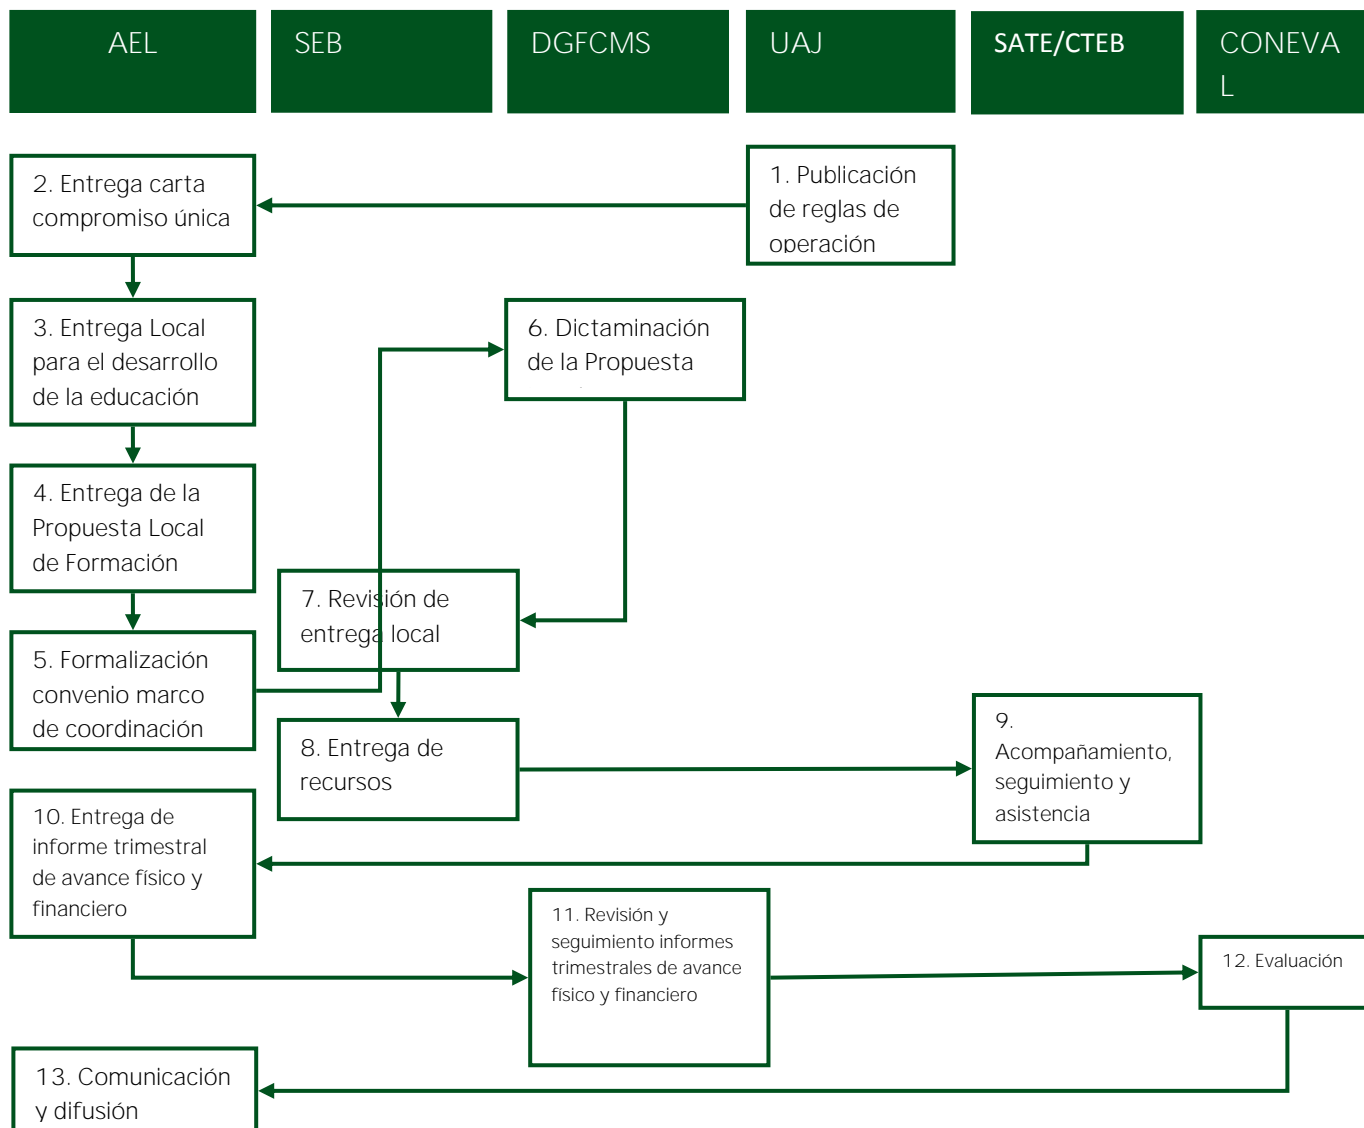 AEL
SEB
DGFCMS
UAJ
SATE/CTEB
CONEVA
L
1. Publicación
de reglas de
operación
2. Entrega carta
compromiso única
3. Entrega Local
para el desarrollo
de la educación
4. Entrega de la
Propuesta Local
de Formación
5. Formalización
convenio marco
de coordinación
6. Dictaminación
de la Propuesta
7. Revisión de
entrega local
8. Entrega de
recursos
9.
Acompañamiento,
seguimiento y
asistencia
10. Entrega de
informe trimestral
de avance físico y
financiero
11. Revisión y
seguimiento informes
trimestrales de avance
físico y financiero
12. Evaluación
13. Comunicación
y difusión